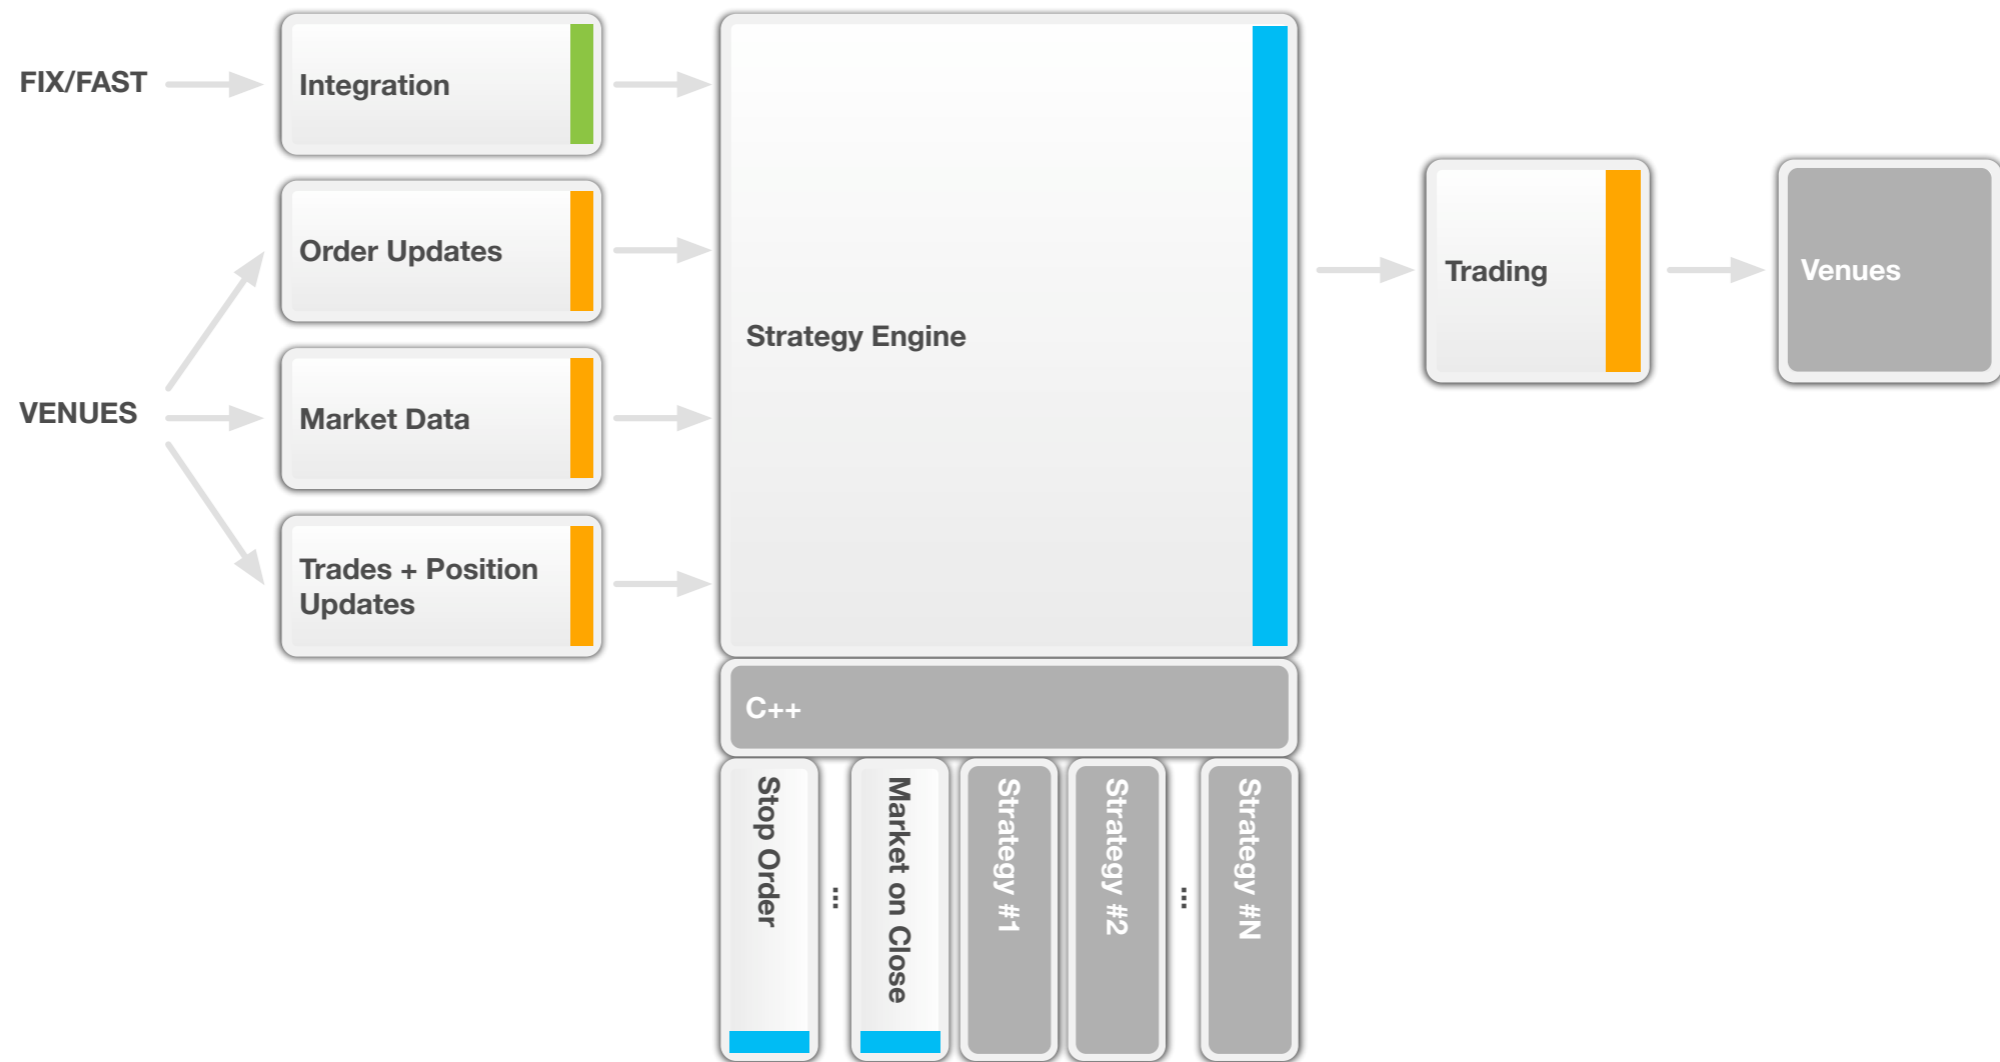 FIX/FAST
Integration
Order Updates
VENUES
Market Data
Trades + Position
Updates
Strategy Engine
Trading
Venues
C++
Stop Order
...
Market on Close
Strategy #1
Strategy #2
...
Strategy #N